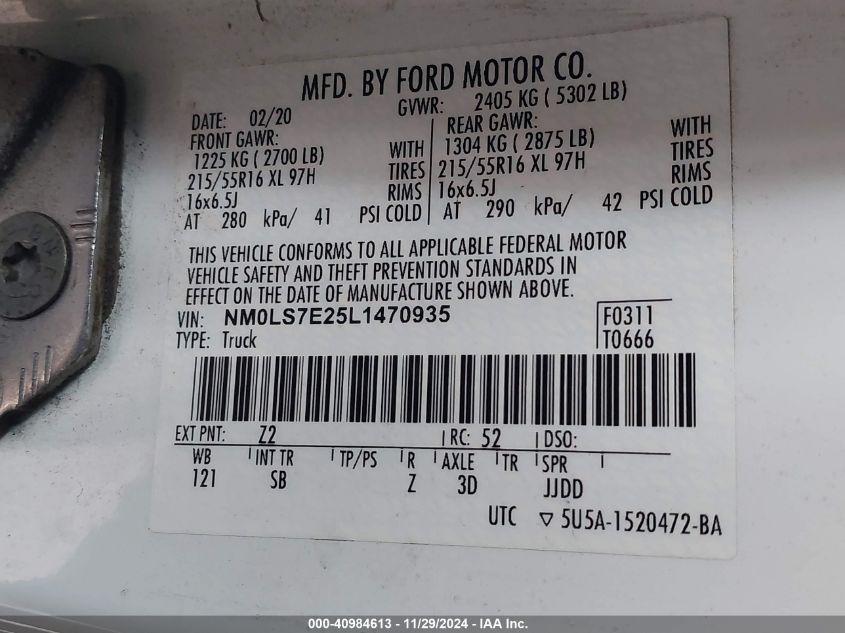 MFD. BY FORD MOTOR CO.
DATE: 02/20 GVWR: 2405 KG ( 5302 LB)
FRONT GAWR: REAR GAWR:
1225 KG ( 2700 LB) WITH 1304 KG ( 2875 LB) WITH
215/55R16 XL 97H TIRES 215/55R16 XL 97H TIRES
16x6.5J RIMS 16x6.5J RIMS
AT 280 kPa/ 41 PSI COLD AT 290 kPa/ 42 PSI COLD
THIS VEHICLE CONFORMS TO ALL APPLICABLE FEDERAL MOTOR
VEHICLE SAFETY AND THEFT PREVENTION STANDARDS IN
EFFECT ON THE DATE OF MANUFACTURE SHOWN ABOVE.
VIN: NM0LS7E25L1470935 F0311
TYPE: Truck T0666
EXT PNT: Z2 RC: 52 DSO:
WB INT TR TP/PS R AXLE TR SPR
121 SB Z 3D JJDD
UTC ▽ 5U5A-1520472-BA
000-40984613 - 11/29/2024 - IAA Inc.